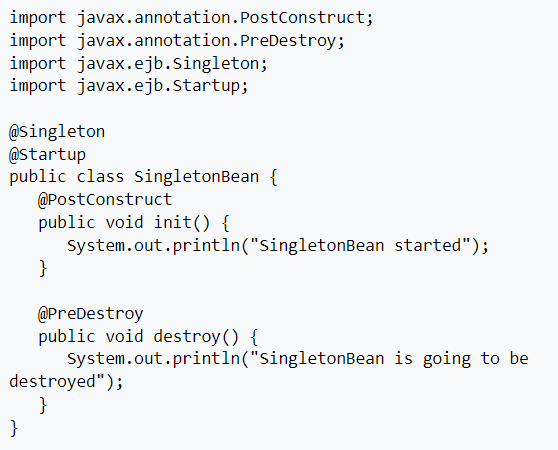 import javax.annotation.PostConstruct;
import javax.annotation.PreDestroy;
import javax.ejb.Singleton;
import javax.ejb.Startup;

@Singleton
@Startup
public class SingletonBean {
   @PostConstruct
   public void init() {
      System.out.println("SingletonBean started");
   }

   @PreDestroy
   public void destroy() {
      System.out.println("SingletonBean is going to be
destroyed");
   }
}